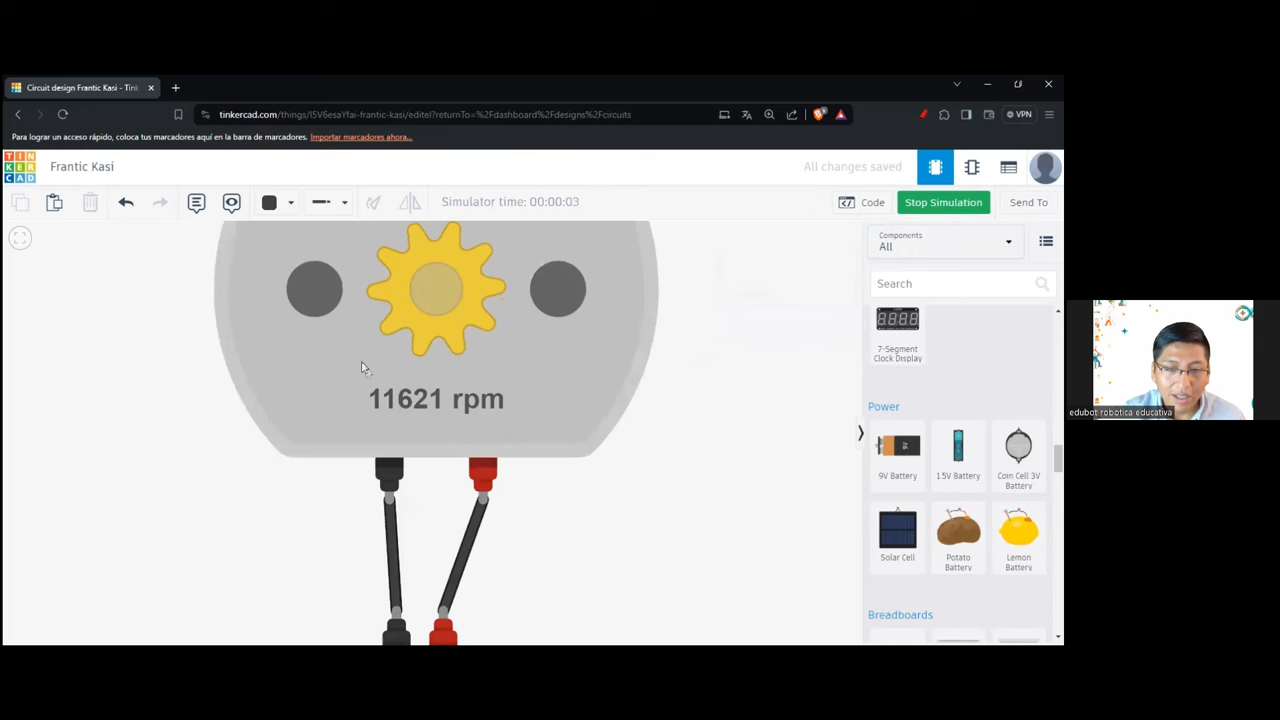 Circuit design Frantic Kasi - Tink
tinkercad.com/things/l5V6esaYfai-frantic-kasi/editel?returnTo=%2Fdashboard%2Fdesigns%2Fcircuits
VPN
Para lograr un acceso rápido, coloca tus marcadores aquí en la barra de marcadores. Importar marcadores ahora...
TIN
KER
CAD
Frantic Kasi
All changes saved
Simulator time: 00:00:03
Code
Stop Simulation
Send To
Components
All
Search
7-Segment
Clock Display
11621 rpm
Power
9V Battery
1.5V Battery
Coin Cell 3V
Battery
Solar Cell
Potato
Battery
Lemon
Battery
Breadboards
edubot robotica educativa